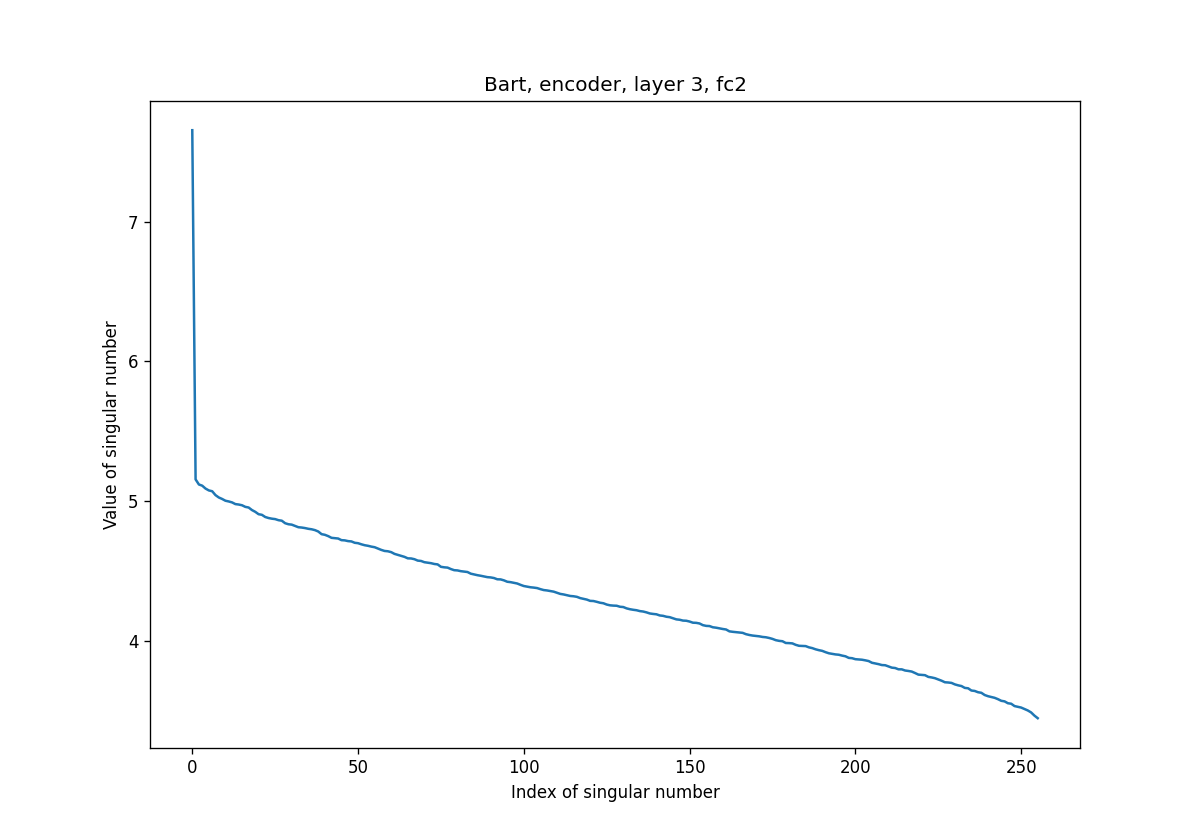 Bart, encoder, layer 3, fc2
7
6
5
4
Value of singular number
0 50 100 150 200 250
Index of singular number